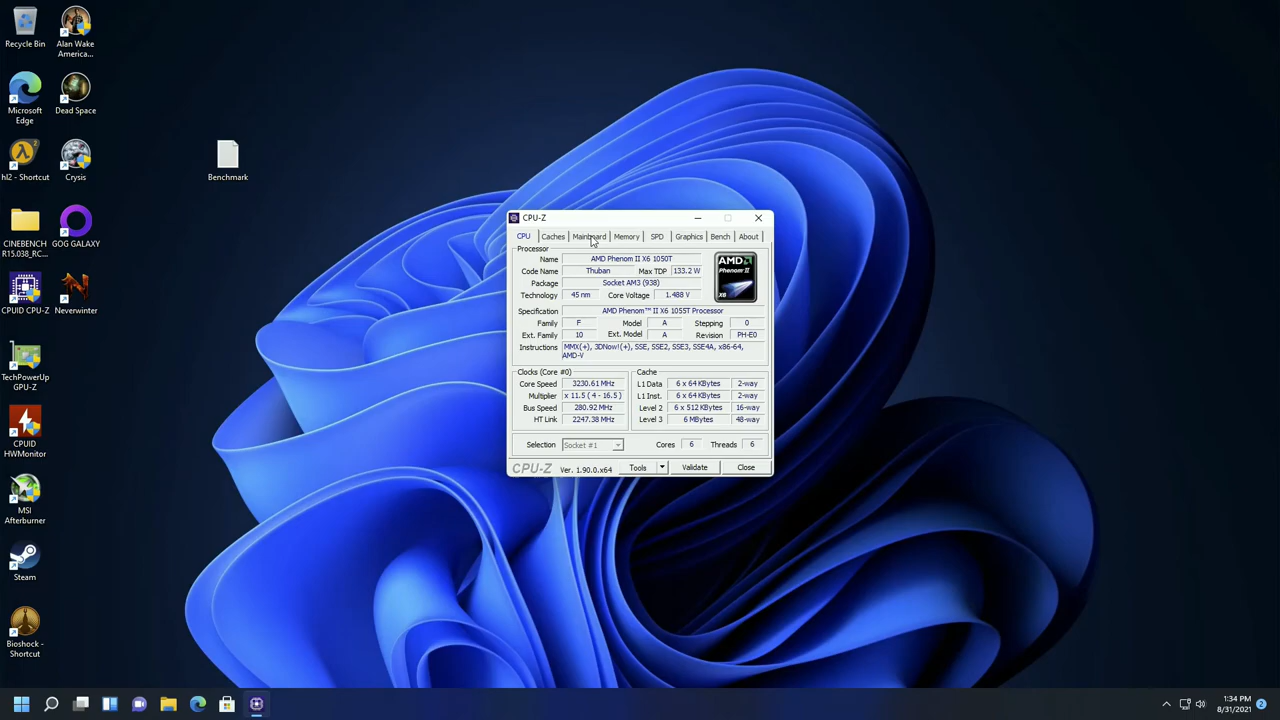 Recycle Bin
Alan Wake
America...
Microsoft
Edge
Dead Space
hl2 - Shortcut
Crysis
Benchmark
CINEBENCH
R15.038_RC...
GOG GALAXY
CPUID CPU-Z
Neverwinter
TechPowerUp
GPU-Z
CPUID
HWMonitor
MSI
Afterburner
Steam
Bioshock -
Shortcut
CPU-Z
CPU Caches Mainboard Memory SPD Graphics Bench About
Processor
Name AMD Phenom II X6 1050T
Code Name Thuban Max TDP 133.2 W
Package Socket AM3 (938)
Technology 45 nm Core Voltage 1.488 V
AMD
Phenom II
X6
Specification AMD Phenom™ II X6 1055T Processor
Family F Model A Stepping 0
Ext. Family 10 Ext. Model A Revision PH-E0
Instructions MMX(+), 3DNow!(+), SSE, SSE2, SSE3, SSE4A, x86-64,
AMD-V
Clocks (Core #0)
Core Speed 3230.61 MHz
Multiplier x 11.5 ( 4 - 16.5 )
Bus Speed 280.92 MHz
HT Link 2247.38 MHz
Cache
L1 Data 6 x 64 KBytes 2-way
L1 Inst. 6 x 64 KBytes 2-way
Level 2 6 x 512 KBytes 16-way
Level 3 6 MBytes 48-way
Selection Socket #1 Cores 6 Threads 6
CPU-Z Ver. 1.90.0.x64 Tools Validate Close
1:34 PM
8/31/2021
2